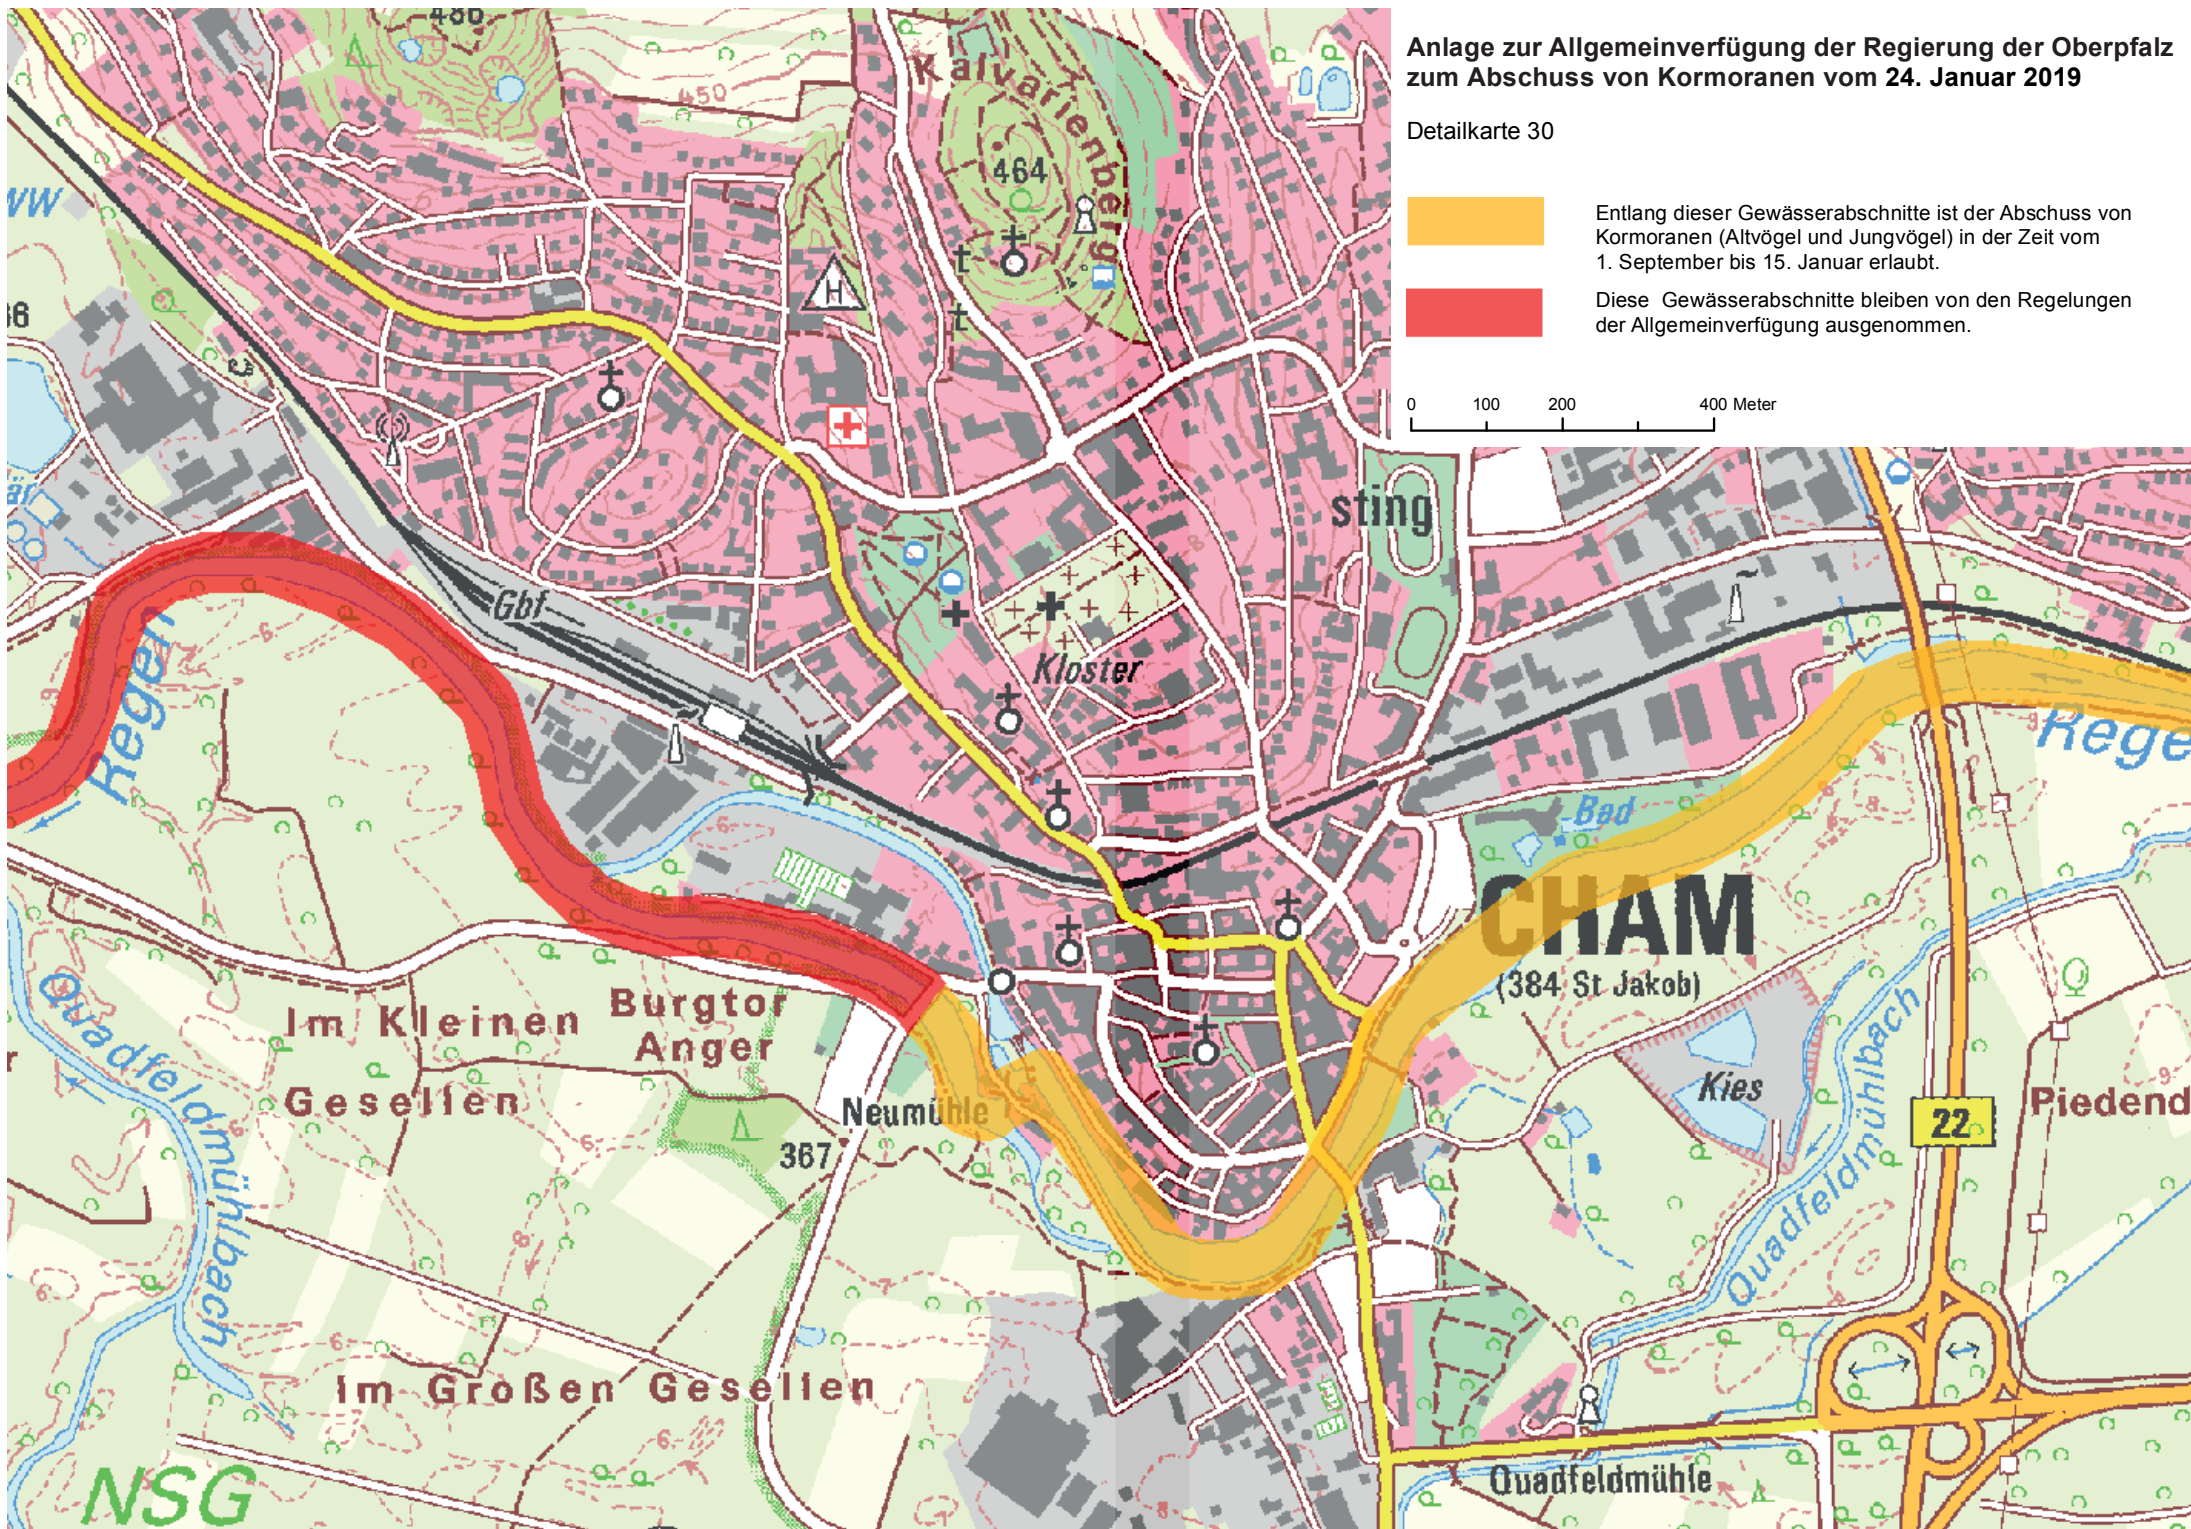 Anlage zur Allgemeinverfügung der Regierung der Oberpfalz
zum Abschuss von Kormoranen vom 24. Januar 2019
Detailkarte 30
Entlang dieser Gewässerabschnitte ist der Abschuss von
Kormoranen (Altvögel und Jungvögel) in der Zeit vom
1. September bis 15. Januar erlaubt.
Diese Gewässerabschnitte bleiben von den Regelungen
der Allgemeinverfügung ausgenommen.
0 100 200 400 Meter
450
Kalvarienberg
464
H
sting
Gbf
Kloster
Regen
Rege
Bad
CHAM
(384 St Jakob)
Im Kleinen
Gesellen
Burgtor
Anger
Neumühle
367
Kies
22
Piedend
Quadfeldmühlbach
Quadfeldmühlbach
Im Großen Gesellen
Quadfeldmühle
NSG